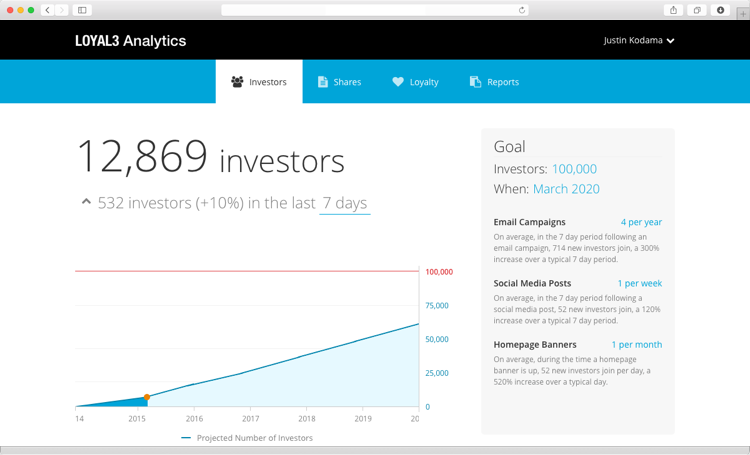 LOYAL3 Analytics
Justin Kodama
Investors
Shares
Loyalty
Reports
12,869 investors
532 investors (+10%) in the last 7 days
100,000
75,000
50,000
25,000
0
14 2015 2016 2017 2018 2019 20
Projected Number of Investors
Goal
Investors: 100,000
When: March 2020
Email Campaigns 4 per year
On average, in the 7 day period following an
email campaign, 714 new investors join, a 300%
increase over a typical 7 day period.
Social Media Posts 1 per week
On average, in the 7 day period following a
social media post, 52 new investors join, a 120%
increase over a typical 7 day period.
Homepage Banners 1 per month
On average, during the time a homepage
banner is up, 52 new investors join per day, a
520% increase over a typical day.